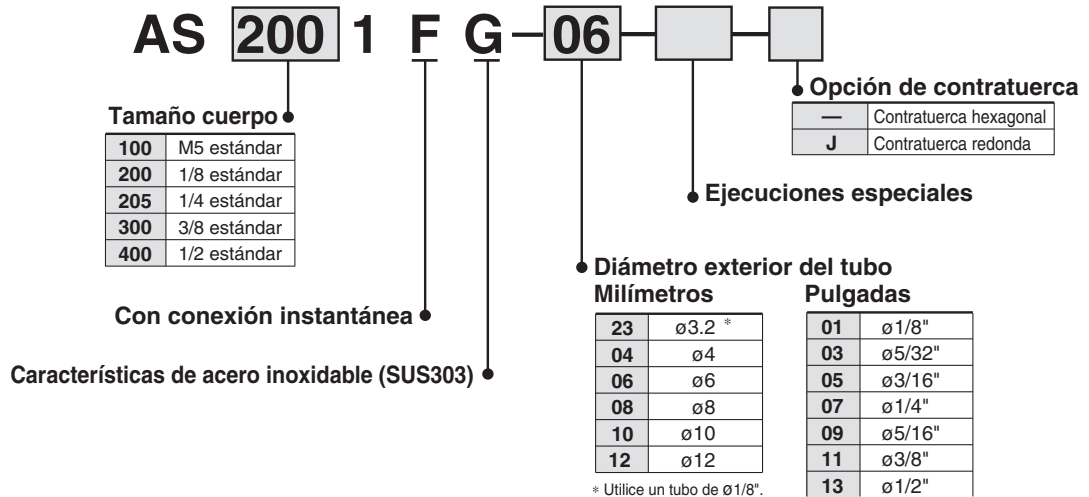 AS 200 1 F G-06--
Opción de contratuerca
— Contratuerca hexagonal
J Contratuerca redonda
Tamaño cuerpo
100 M5 estándar
200 1/8 estándar
205 1/4 estándar
300 3/8 estándar
400 1/2 estándar
Ejecuciones especiales
Diámetro exterior del tubo
Milímetros
23 ø3.2 *
04 ø4
06 ø6
08 ø8
10 ø10
12 ø12
* Utilice un tubo de Ø1/8".
Pulgadas
01 ø1/8"
03 ø5/32"
05 ø3/16"
07 ø1/4"
09 ø5/16"
11 ø3/8"
13 ø1/2"
Con conexión instantánea
Características de acero inoxidable (SUS303)